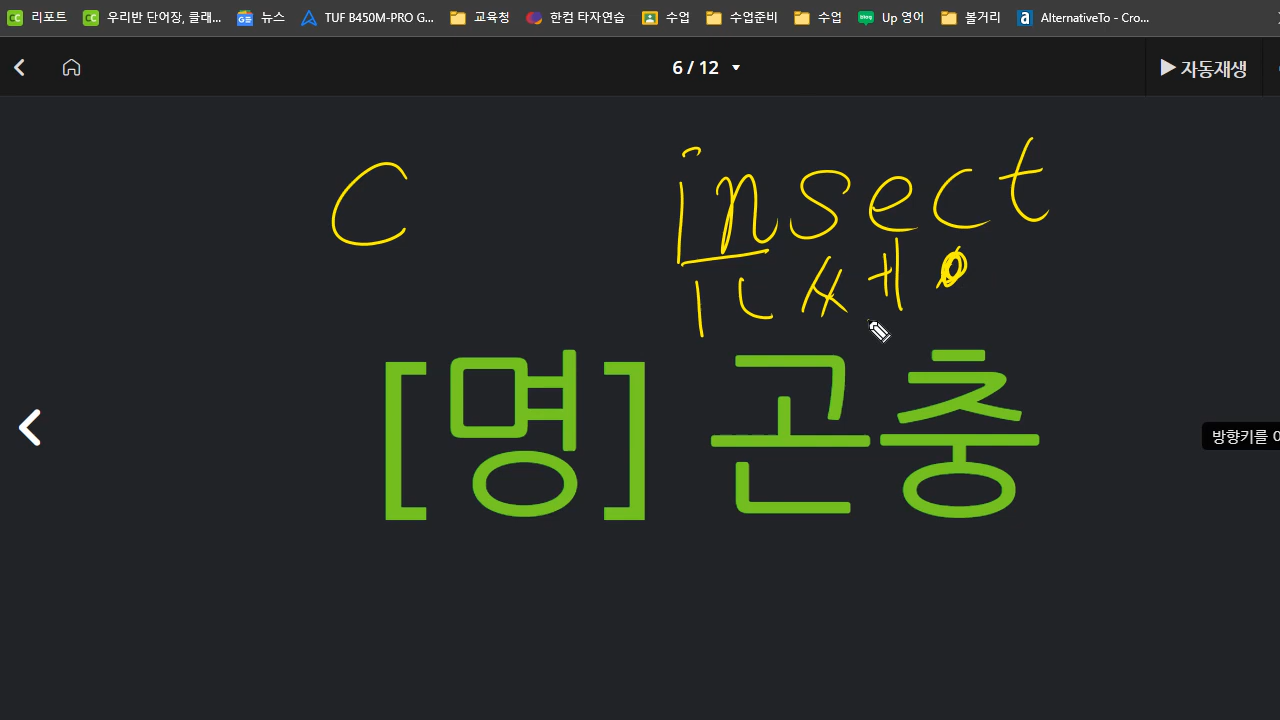 리포트 우리반 단어장, 클래... 뉴스 TUF B450M-PRO G... 교육청 한컴 타자연습 수업 수업준비 수업 Up 영어 볼거리 AlternativeTo - Cro...
6 / 12 자동재생
C insect
[명] 곤충
방향키를 0